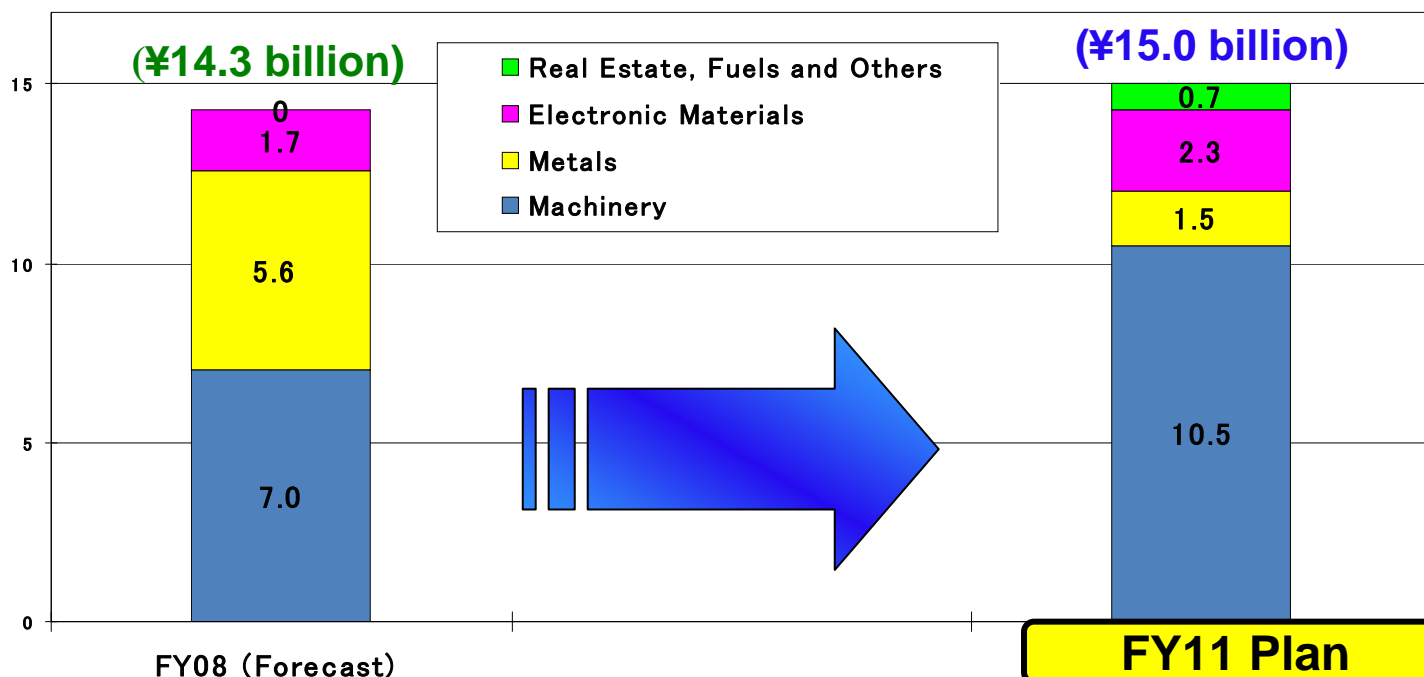 (¥14.3 billion)
(¥15.0 billion)
Real Estate, Fuels and Others
Electronic Materials
Metals
Machinery
15
10
5
0
0
1.7
5.6
7.0
0.7
2.3
1.5
10.5
FY08 (Forecast)
FY11 Plan